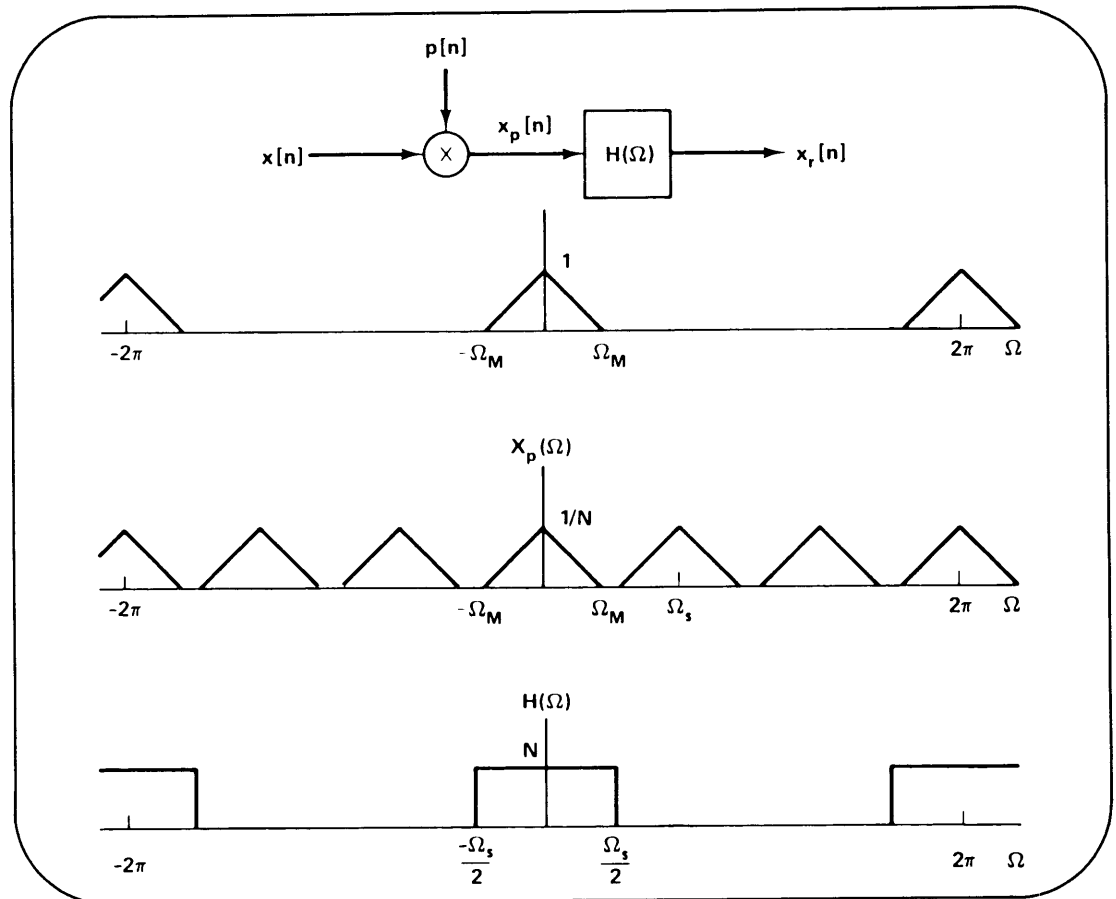 p[n]
x[n] X x_p[n] H(Ω) x_r[n]
1
-2π -Ω_M Ω_M 2π Ω
X_p(Ω)
1/N
-2π -Ω_M Ω_M Ω_s 2π Ω
H(Ω)
N
-2π -Ω_s/2 Ω_s/2 2π Ω